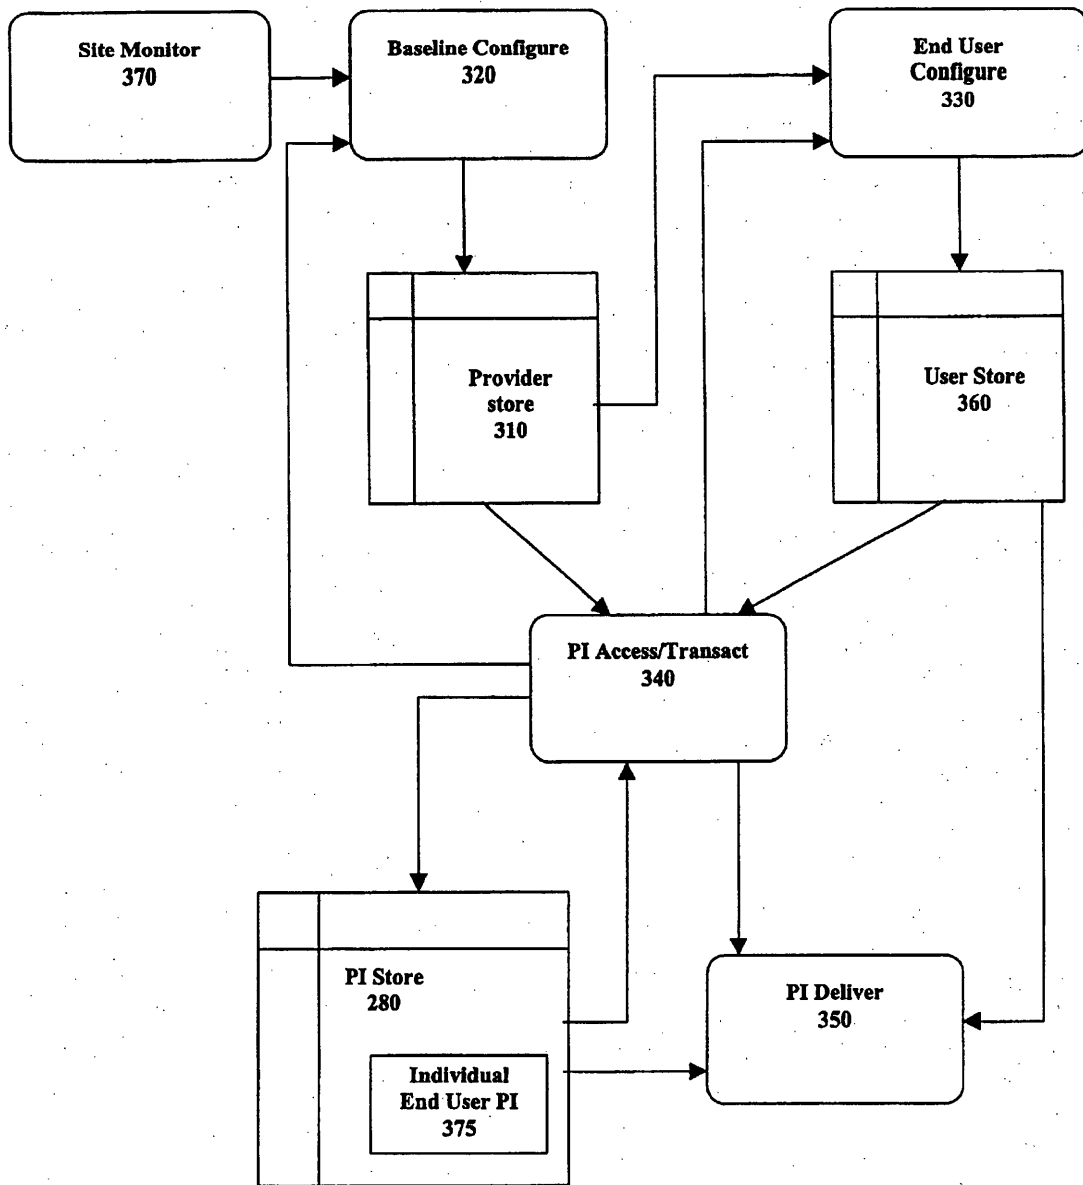 Site Monitor
370
Baseline Configure
320
End User
Configure
330
Provider
store
310
User Store
360
PI Access/Transact
340
PI Store
280
Individual
End User PI
375
PI Deliver
350